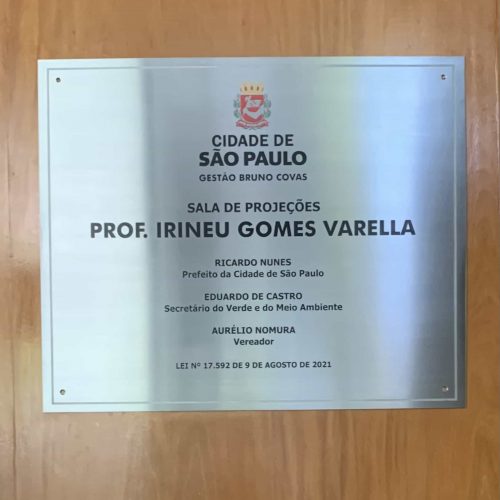 CIDADE DE
SÃO PAULO
GESTÃO BRUNO COVAS
SALA DE PROJEÇÕES
PROF. IRINEU GOMES VARELLA
RICARDO NUNES
Prefeito da Cidade de São Paulo
EDUARDO DE CASTRO
Secretário do Verde e do Meio Ambiente
AURÉLIO NOMURA
Vereador
LEI Nº 17.592 DE 9 DE AGOSTO DE 2021